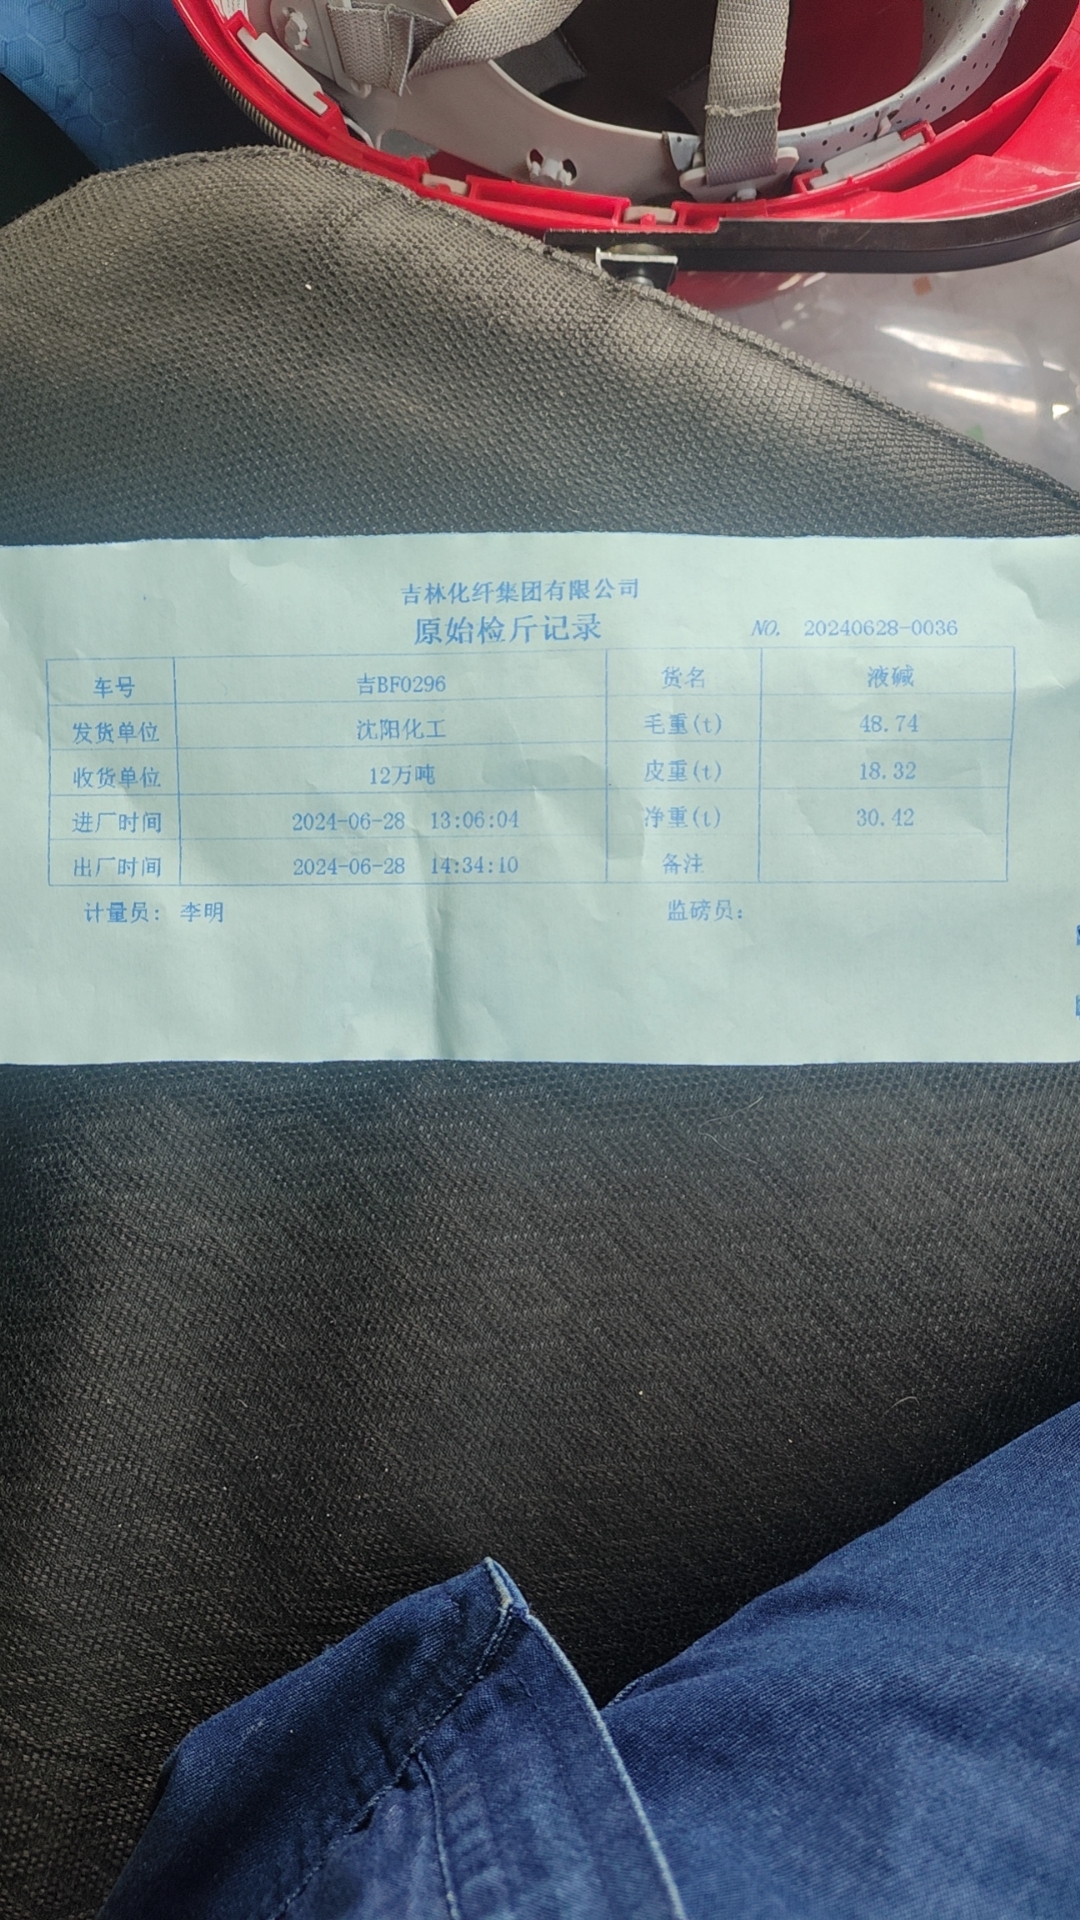 吉林化纤集团有限公司
原始检斤记录 NO. 20240628-0036
车号 吉BF0296 货名 液碱
发货单位 沈阳化工 毛重(t) 48.74
收货单位 12万吨 皮重(t) 18.32
进厂时间 2024-06-28 13:06:04 净重(t) 30.42
出厂时间 2024-06-28 14:34:10 备注
计量员: 李明 监磅员: